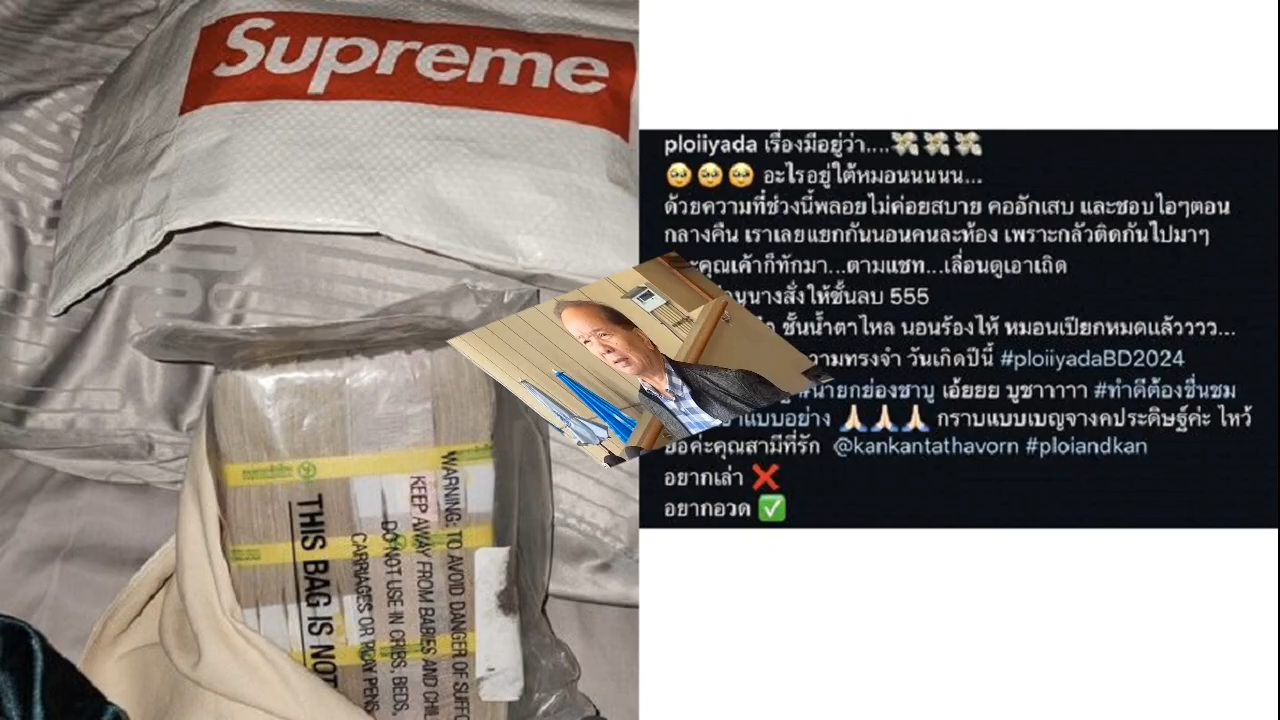 Supreme
THIS BAG IS NOT
WARNING: TO AVOID DANGER OF
KEEP AWAY FROM BABIES AND
DO NOT USE IN CRIBS, BEDS,
CARRIAGES OR PLAY PENS
ploiiyada เรื่องมีอยู่ว่า....💸💸💸
🥹🥹🥹 อะไรอยู่ใต้หมอนนนนน...
ด้วยความที่ช่วงนี้พลอยไม่ค่อยสบาย คออักเสบ และชอบไอๆตอน
กลางคืน เราเลยแยกกันนอนคนละห้อง เพราะกลัวติดกันไปมาๆ
คุณเค้าก็ทักมา...ตามแชท...เลื่อนดูเอาเถิด
นางสั่งให้ชั้นลบ 555
ชั้นน้ำตาไหล นอนร้องไห้ หมอนเปียกหมดแล้วววว...
ความทรงจำ วันเกิดปีนี้ #ploiiyadaBD2024
#นายกย่องชาบู เอ้ยยย บูชาาาาา #ทำดีต้องชื่นชม
แบบอย่าง 🙏🏻🙏🏻🙏🏻 กราบแบบเบญจางคประดิษฐ์ค่ะ ไหว้
ย่อค่ะคุณสามีที่รัก @kankantathavorn #ploiandkan
อยากเล่า ❌
อยากอวด ✅